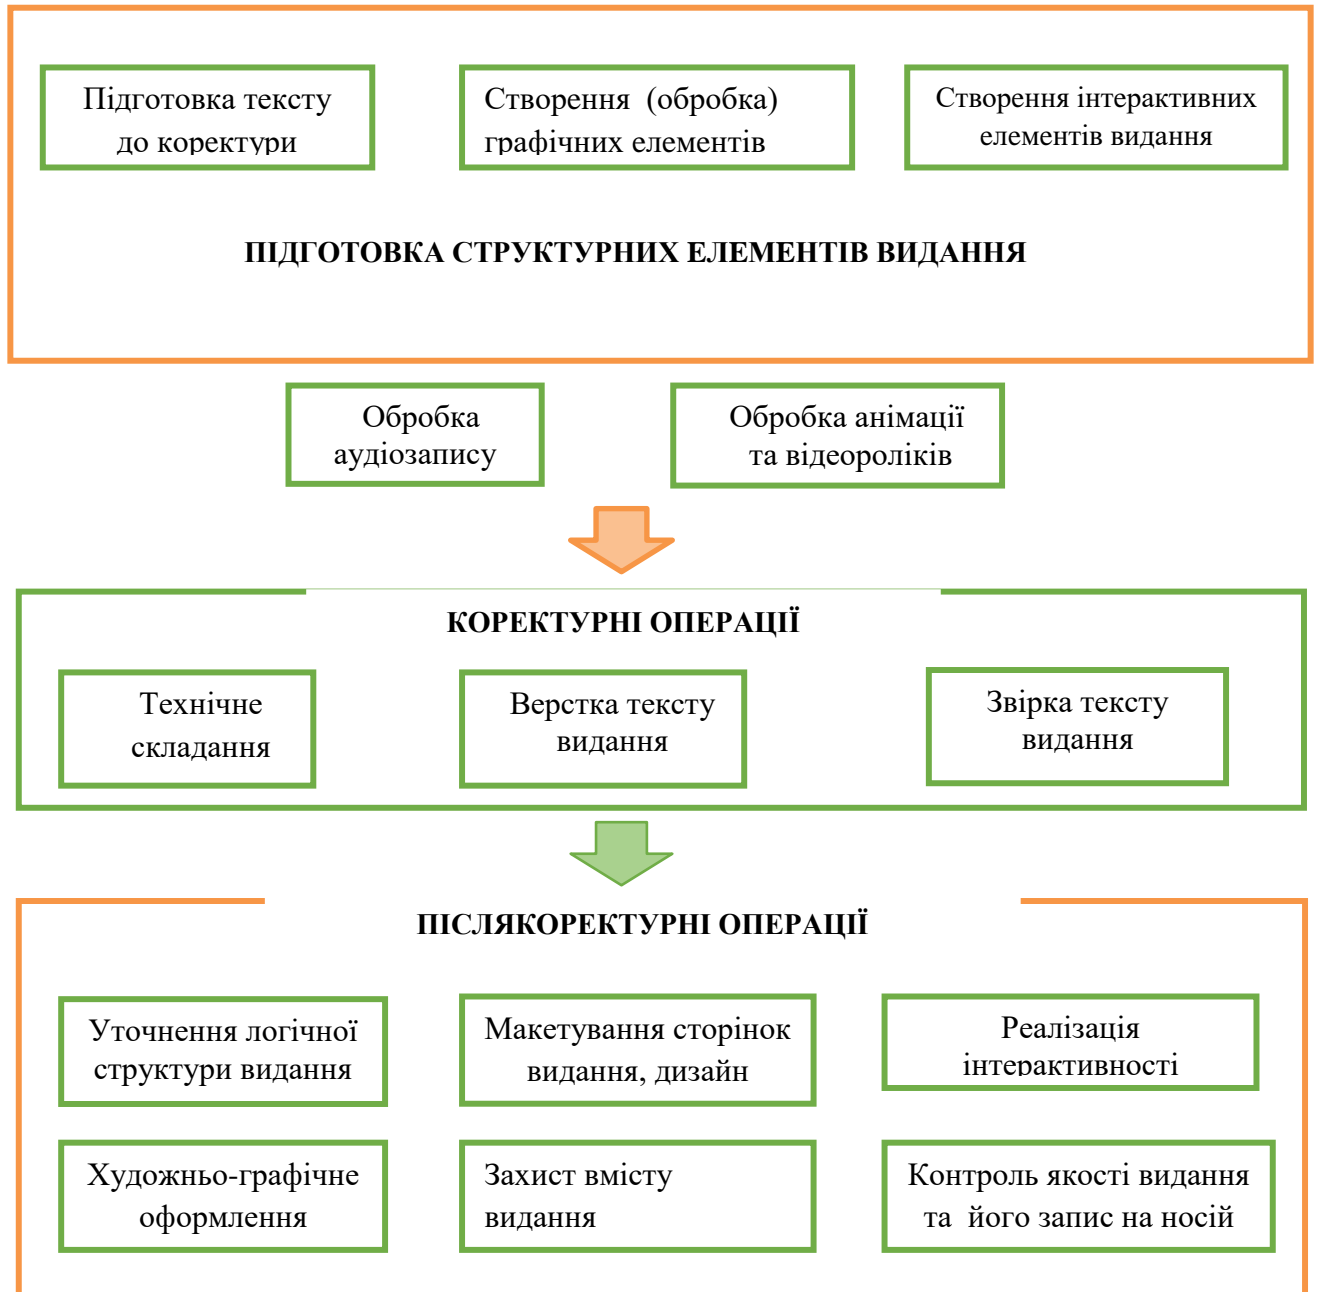 Підготовка тексту
до коректури
Створення (обробка)
графічних елементів
Створення інтерактивних
елементів видання
ПІДГОТОВКА СТРУКТУРНИХ ЕЛЕМЕНТІВ ВИДАННЯ
Обробка
аудіозапису
Обробка анімації
та відеороліків
КОРЕКТУРНІ ОПЕРАЦІЇ
Технічне
складання
Верстка тексту
видання
Звірка тексту
видання
ПІСЛЯКОРЕКТУРНІ ОПЕРАЦІЇ
Уточнення логічної
структури видання
Макетування сторінок
видання, дизайн
Реалізація
інтерактивності
Художньо-графічне
оформлення
Захист вмісту
видання
Контроль якості видання
та його запис на носій